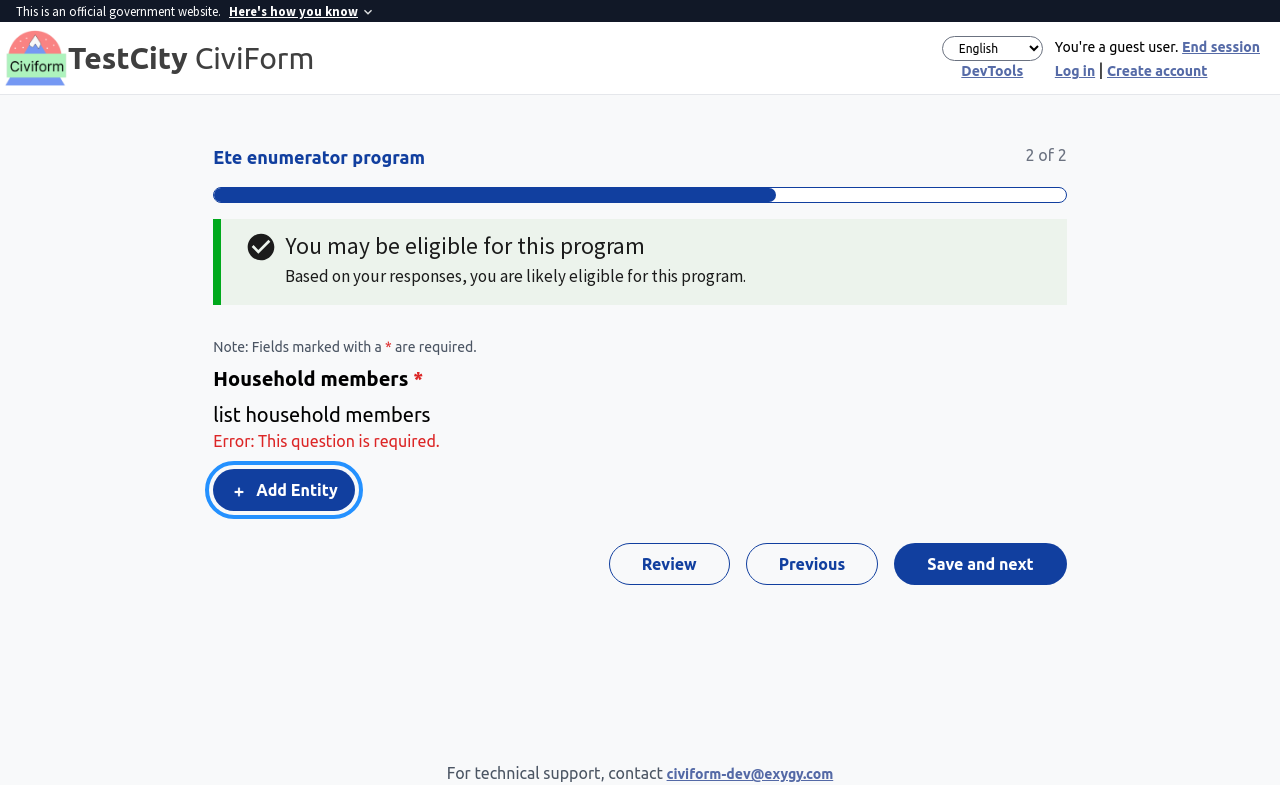 This is an official government website. Here's how you know
Civiform
TestCity CiviForm
English
DevTools
You're a guest user. End session
Log in | Create account
Ete enumerator program
2 of 2
You may be eligible for this program
Based on your responses, you are likely eligible for this program.
Note: Fields marked with a * are required.
Household members *
list household members
Error: This question is required.
+ Add Entity
Review
Previous
Save and next
For technical support, contact civiform-dev@exygy.com